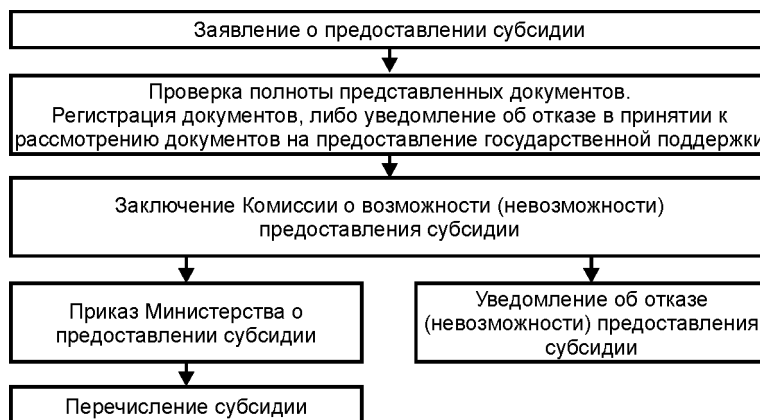 Заявление о предоставлении субсидии
Проверка полноты представленных документов.
Регистрация документов, либо уведомление об отказе в принятии к
рассмотрению документов на предоставление государственной поддержки
Заключение Комиссии о возможности (невозможности)
предоставления субсидии
Приказ Министерства о
предоставлении субсидии
Уведомление об отказе
(невозможности) предоставления
субсидии
Перечисление субсидии